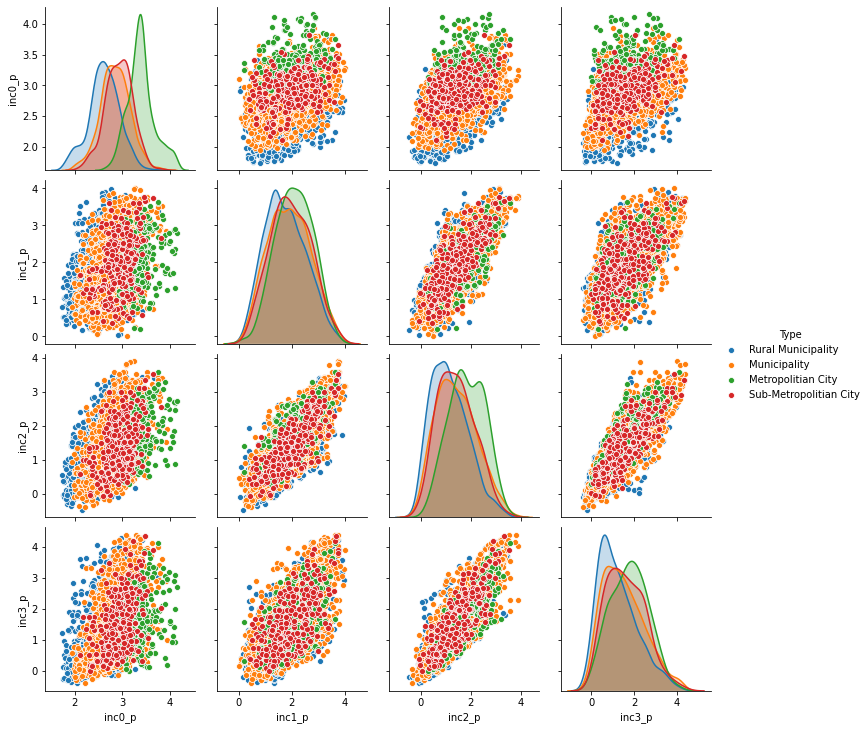 4.0
3.5
3.0
2.5
2.0
inc0_p
4
3
2
1
0
inc1_p
4
3
2
1
0
inc2_p
4
3
2
1
0
inc3_p
2 3 4
0 2 4
0 2 4
0 2 4
inc0_p
inc1_p
inc2_p
inc3_p
Type
Rural Municipality
Municipality
Metropolitian City
Sub-Metropolitian City